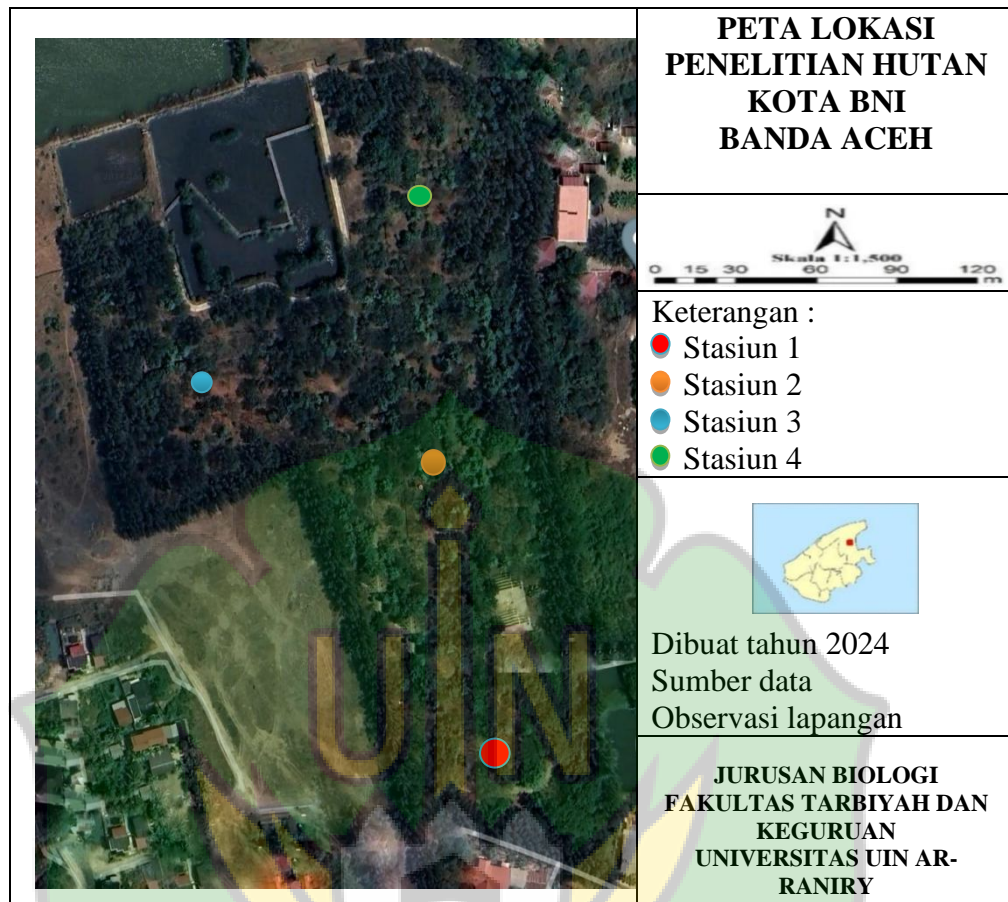 PETA LOKASI
PENELITIAN HUTAN
KOTA BNI
BANDA ACEH
N
Skala 1:1,500
0 15 30 60 90 120
m
Keterangan :
Stasiun 1
Stasiun 2
Stasiun 3
Stasiun 4
Dibuat tahun 2024
Sumber data
Observasi lapangan
JURUSAN BIOLOGI
FAKULTAS TARBIYAH DAN
KEGURUAN
UNIVERSITAS UIN AR-
RANIRY
UIN